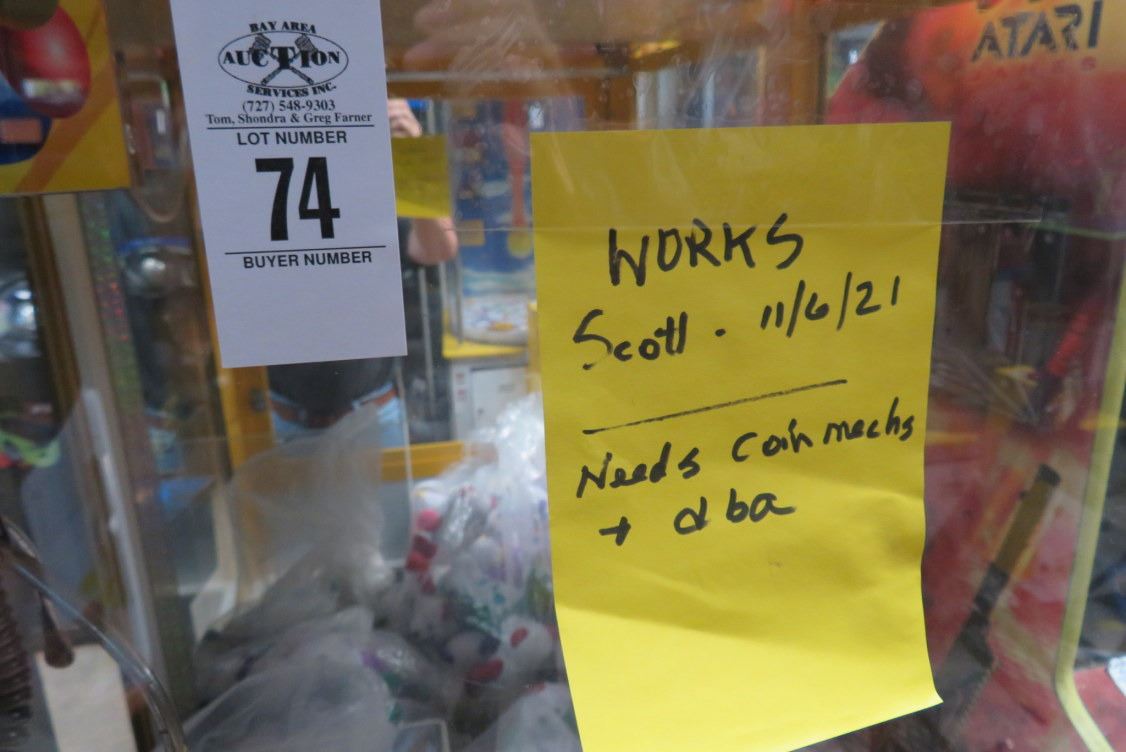 BAY AREA
AUCTION
SERVICES INC.
(727) 548-9303
Tom, Shondra & Greg Farner
LOT NUMBER
74
BUYER NUMBER
WORKS
Scott - 11/6/21
Needs coin mechs
+ dba
ATARI